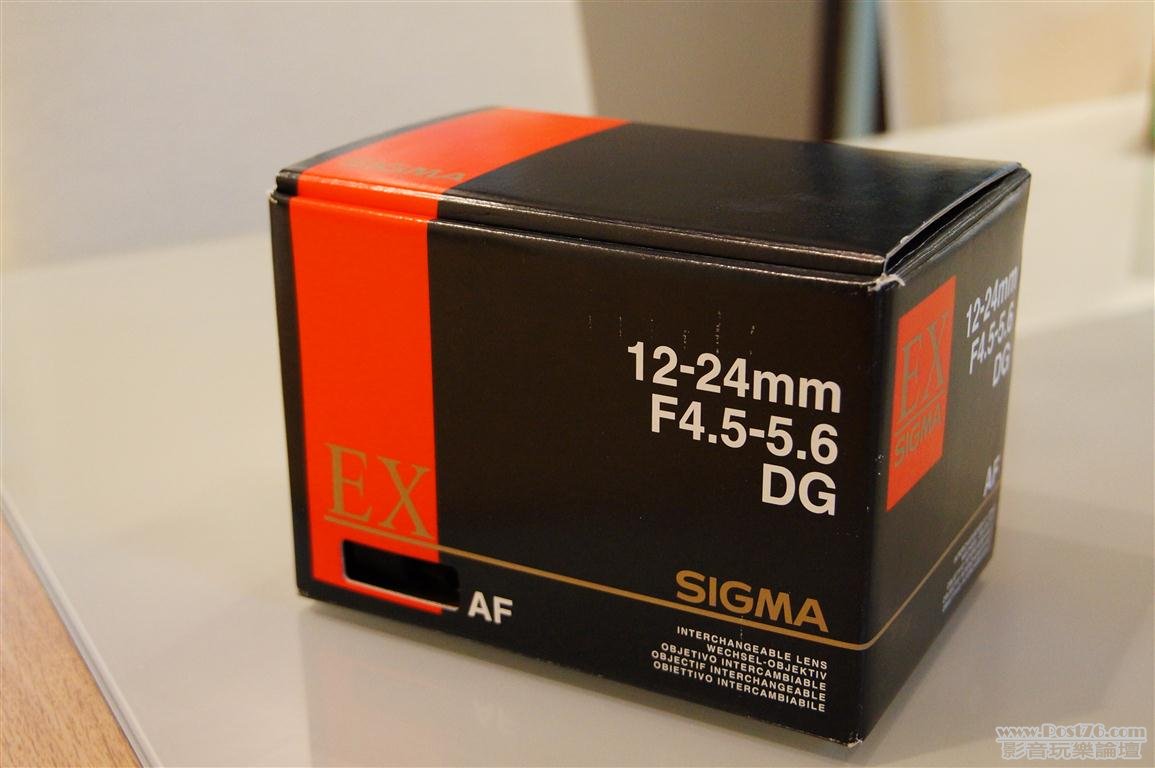 SIGMA
12-24mm
F4.5-5.6
DG
EX
AF
SIGMA
INTERCHANGEABLE LENS
WECHSEL-OBJEKTIV
OBJETIVO INTERCAMBIABLE
OBJECTIF INTERCHANGEABLE
OBIETTIVO INTERCAMBIABILE
12-24mm
F4.5-5.6
DG
EX
SIGMA
AF
www.Post76.com
影音玩樂論壇